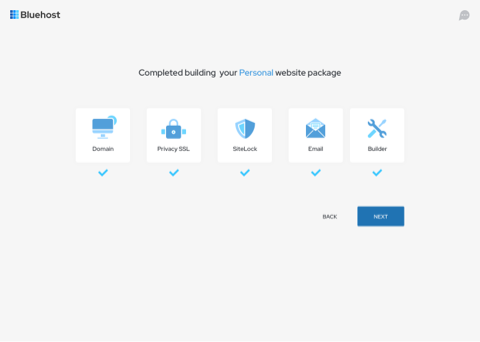 Bluehost
Completed building your Personal website package
Domain
Privacy SSL
SiteLock
Email
Builder
BACK
NEXT